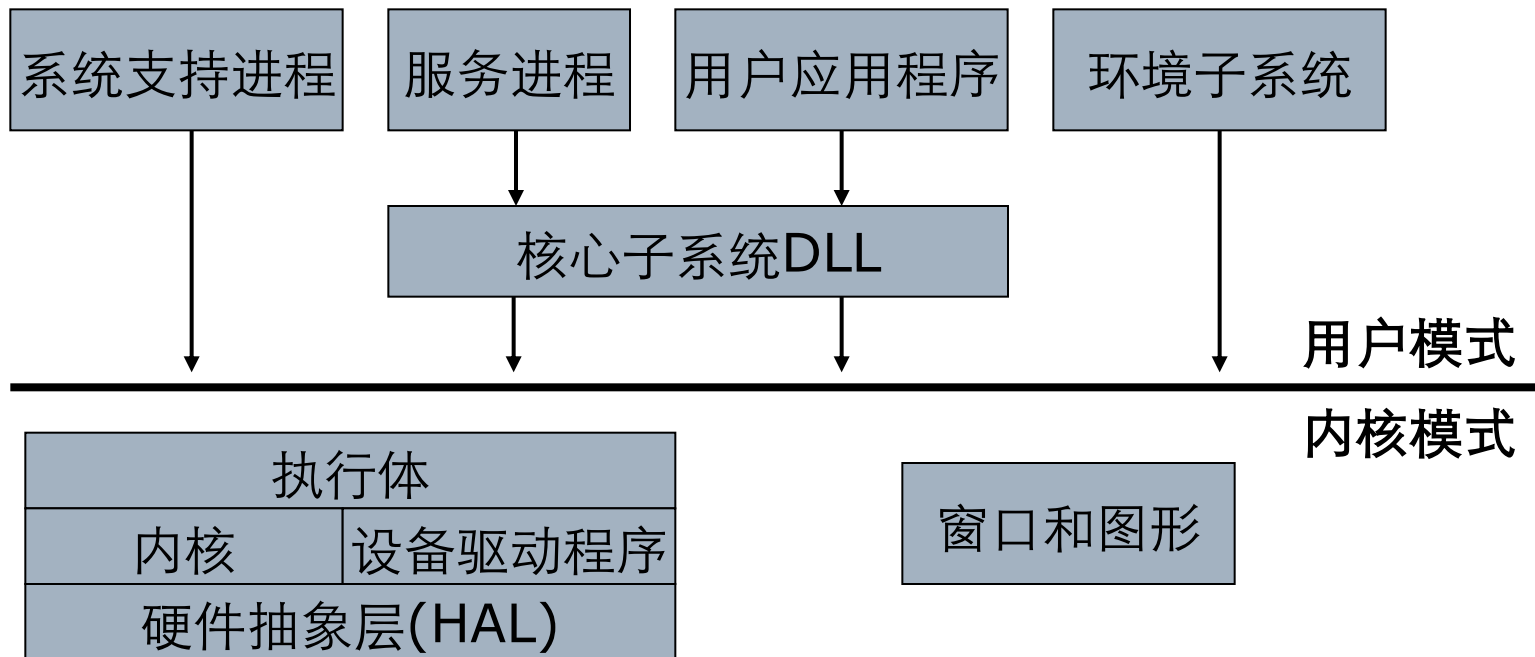 系统支持进程
服务进程
用户应用程序
环境子系统
核心子系统DLL
用户模式
内核模式
执行体
内核
设备驱动程序
窗口和图形
硬件抽象层(HAL)